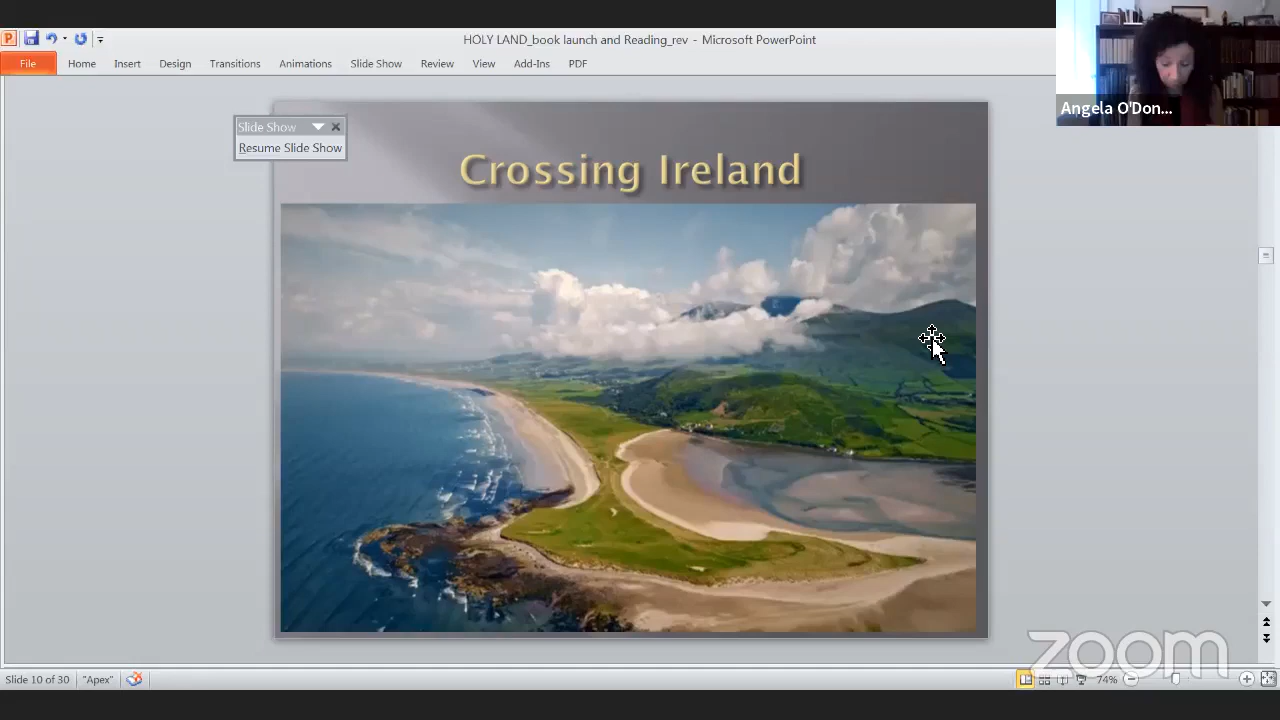 HOLY LAND_book launch and Reading_rev - Microsoft PowerPoint
File Home Insert Design Transitions Animations Slide Show Review View Add-Ins PDF
Angela O'Don...
Slide Show
Resume Slide Show
Crossing Ireland
zoom
Slide 10 of 30 "Apex" 74%